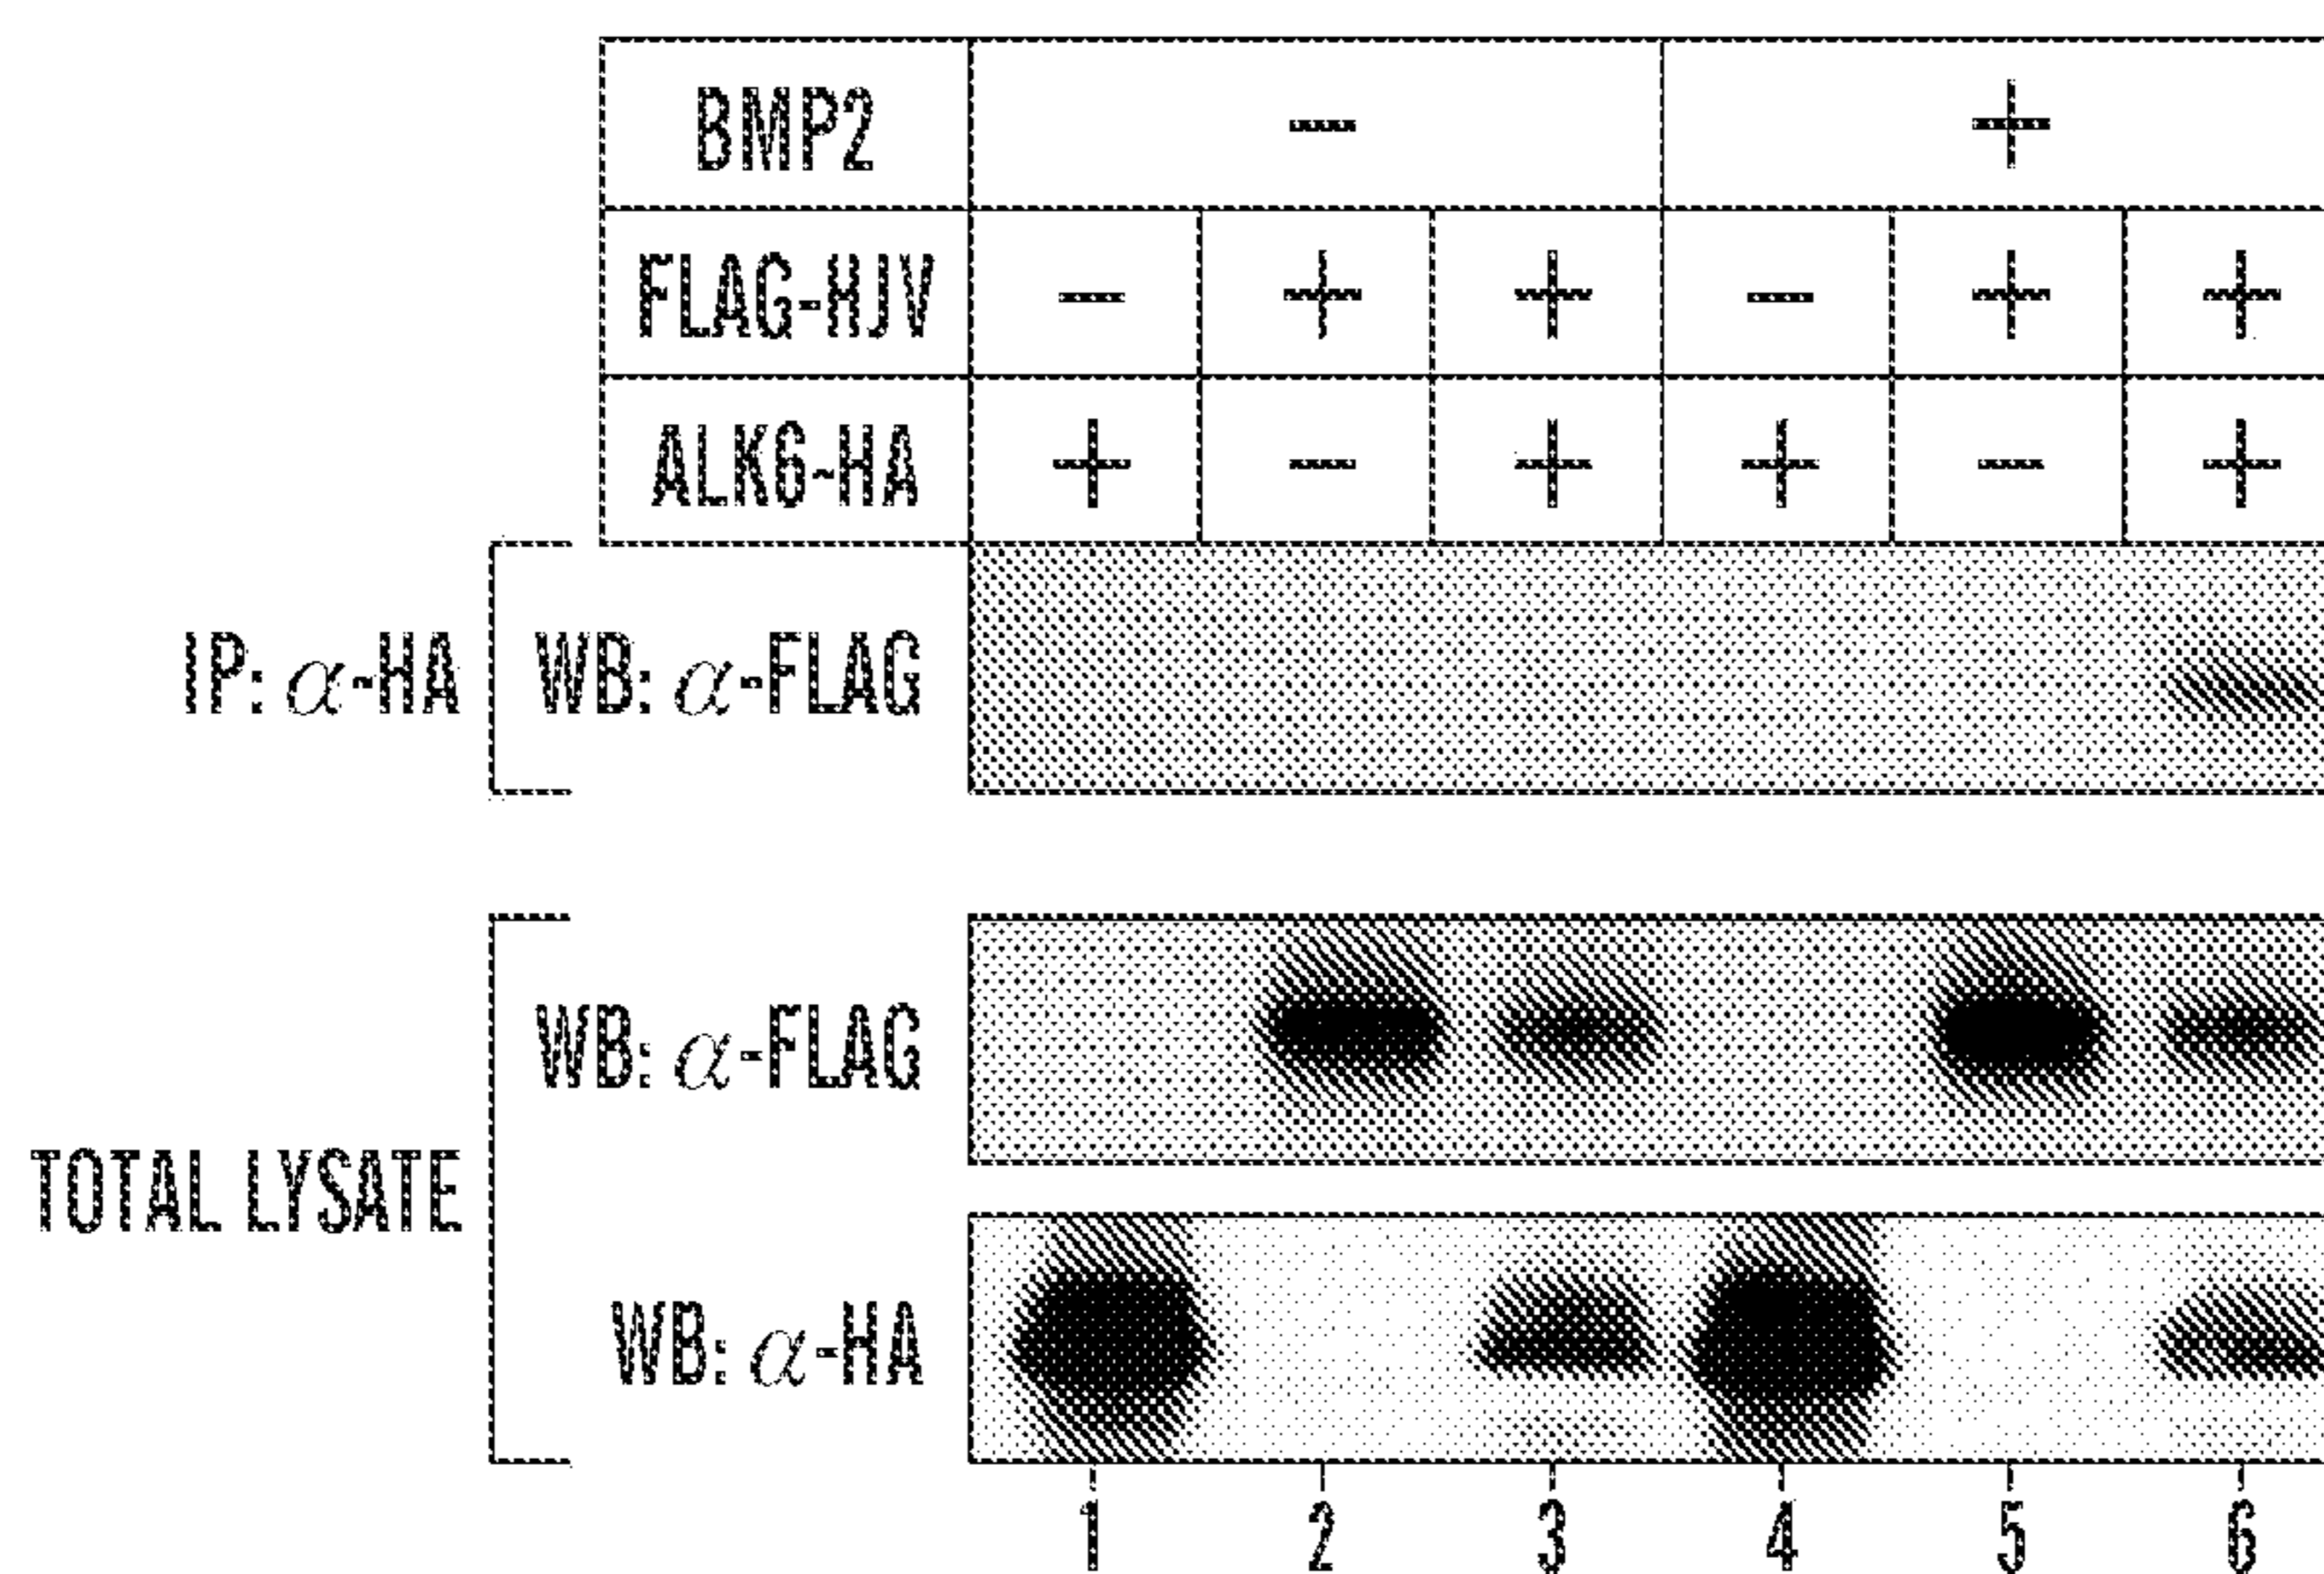 BMP2 — +
FLAG-HJV — + + — + +
ALK6-HA + — + + — +
IP: α-HA WB: α-FLAG
WB: α-FLAG
TOTAL LYSATE
WB: α-HA
1 2 3 4 5 6